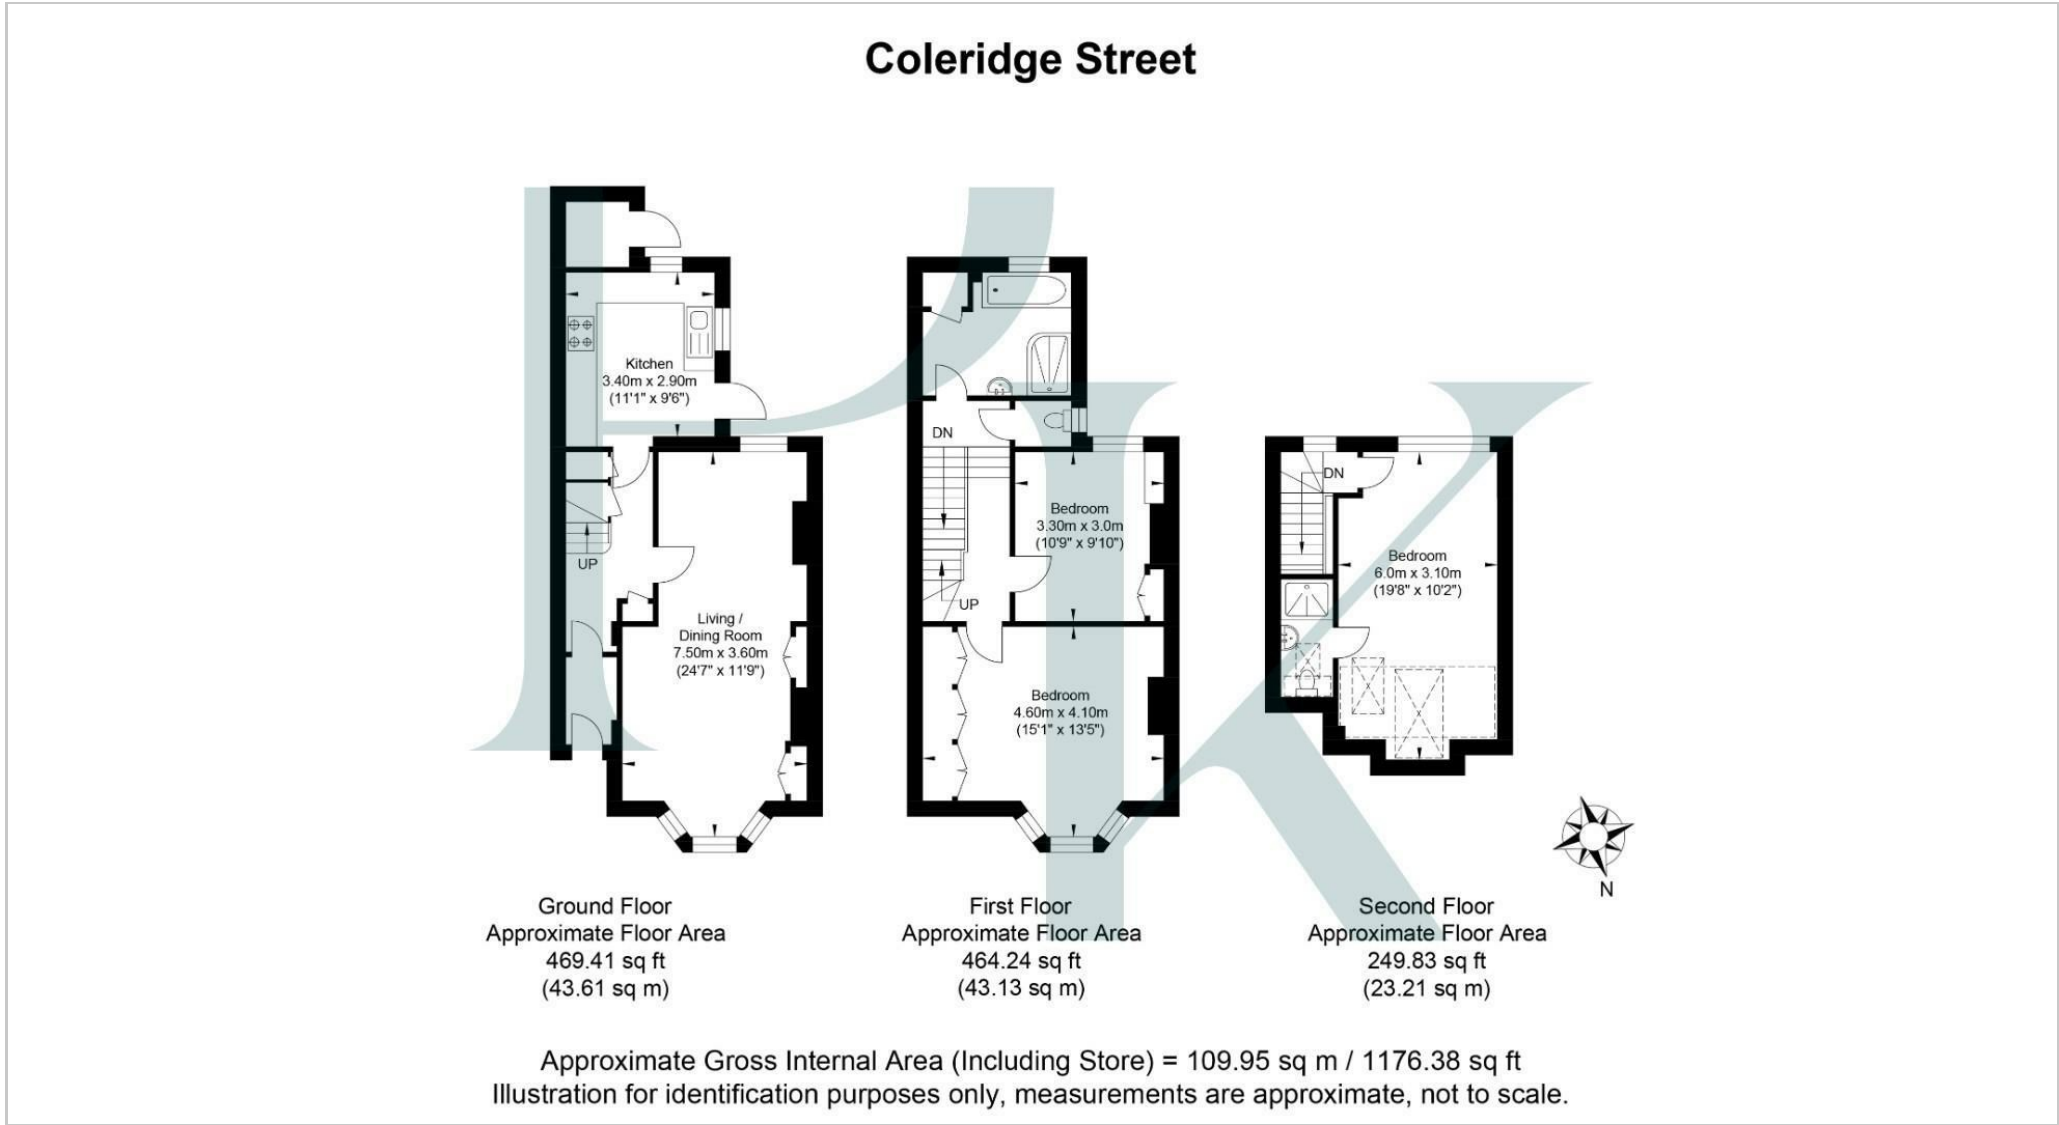 Coleridge Street
Kitchen
3.40m x 2.90m
(11'1" x 9'6")
UP
Living /
Dining Room
7.50m x 3.60m
(24'7" x 11'9")
DN
Bedroom
3.30m x 3.0m
(10'9" x 9'10")
UP
Bedroom
4.60m x 4.10m
(15'1" x 13'5")
DN
Bedroom
6.0m x 3.10m
(19'8" x 10'2")
N
Ground Floor
Approximate Floor Area
469.41 sq ft
(43.61 sq m)
First Floor
Approximate Floor Area
464.24 sq ft
(43.13 sq m)
Second Floor
Approximate Floor Area
249.83 sq ft
(23.21 sq m)
Approximate Gross Internal Area (Including Store) = 109.95 sq m / 1176.38 sq ft
Illustration for identification purposes only, measurements are approximate, not to scale.